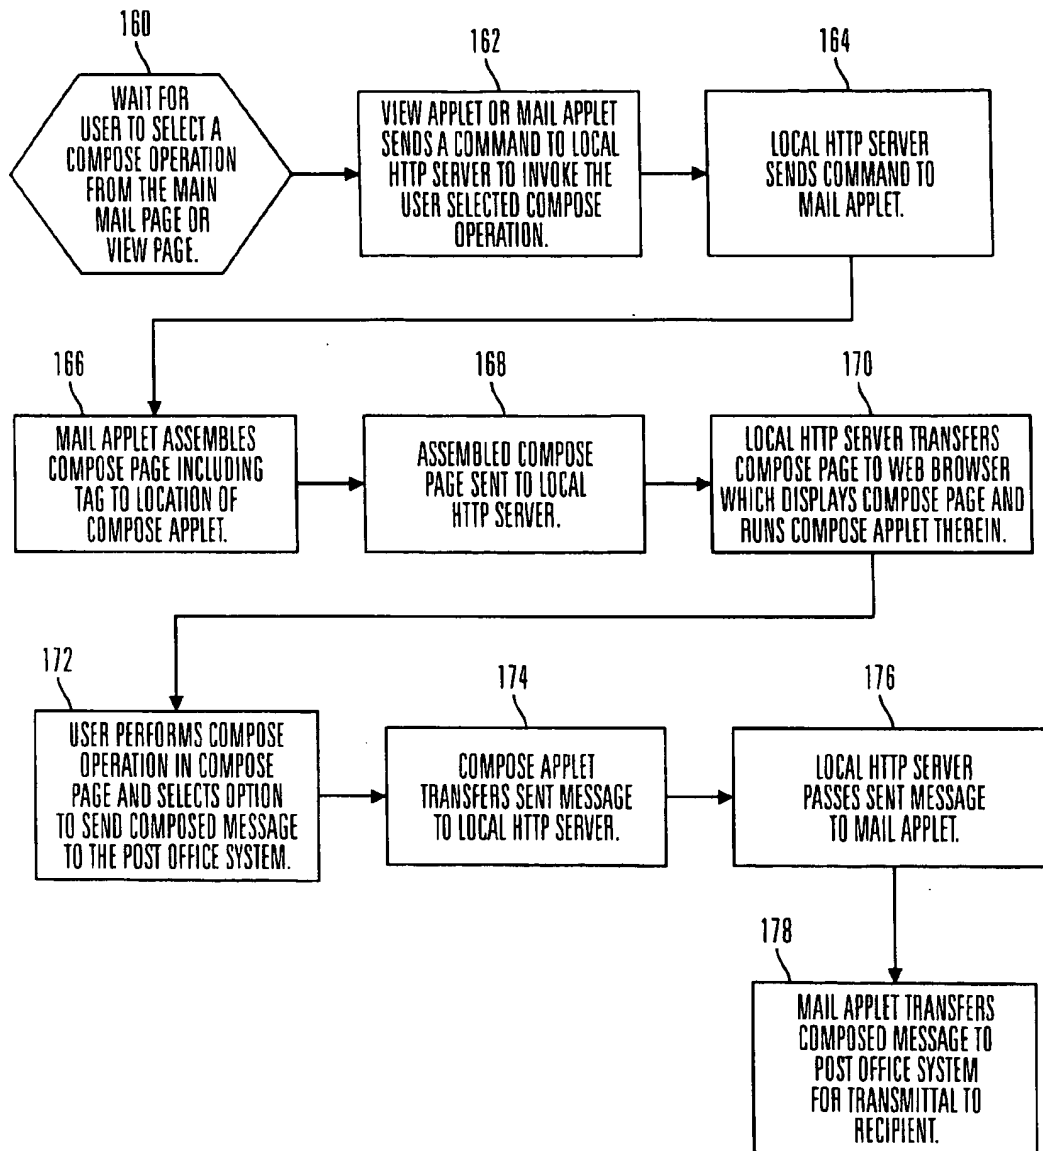 160
WAIT FOR
USER TO SELECT A
COMPOSE OPERATION
FROM THE MAIN
MAIL PAGE OR
VIEW PAGE.
162
VIEW APPLET OR MAIL APPLET
SENDS A COMMAND TO LOCAL
HTTP SERVER TO INVOKE THE
USER SELECTED COMPOSE
OPERATION.
164
LOCAL HTTP SERVER
SENDS COMMAND TO
MAIL APPLET.
166
MAIL APPLET ASSEMBLES
COMPOSE PAGE INCLUDING
TAG TO LOCATION OF
COMPOSE APPLET.
168
ASSEMBLED COMPOSE
PAGE SENT TO LOCAL
HTTP SERVER.
170
LOCAL HTTP SERVER TRANSFERS
COMPOSE PAGE TO WEB BROWSER
WHICH DISPLAYS COMPOSE PAGE AND
RUNS COMPOSE APPLET THEREIN.
172
USER PERFORMS COMPOSE
OPERATION IN COMPOSE
PAGE AND SELECTS OPTION
TO SEND COMPOSED MESSAGE
TO THE POST OFFICE SYSTEM.
174
COMPOSE APPLET
TRANSFERS SENT MESSAGE
TO LOCAL HTTP SERVER.
176
LOCAL HTTP SERVER
PASSES SENT MESSAGE
TO MAIL APPLET.
178
MAIL APPLET TRANSFERS
COMPOSED MESSAGE TO
POST OFFICE SYSTEM
FOR TRANSMITTAL TO
RECIPIENT.